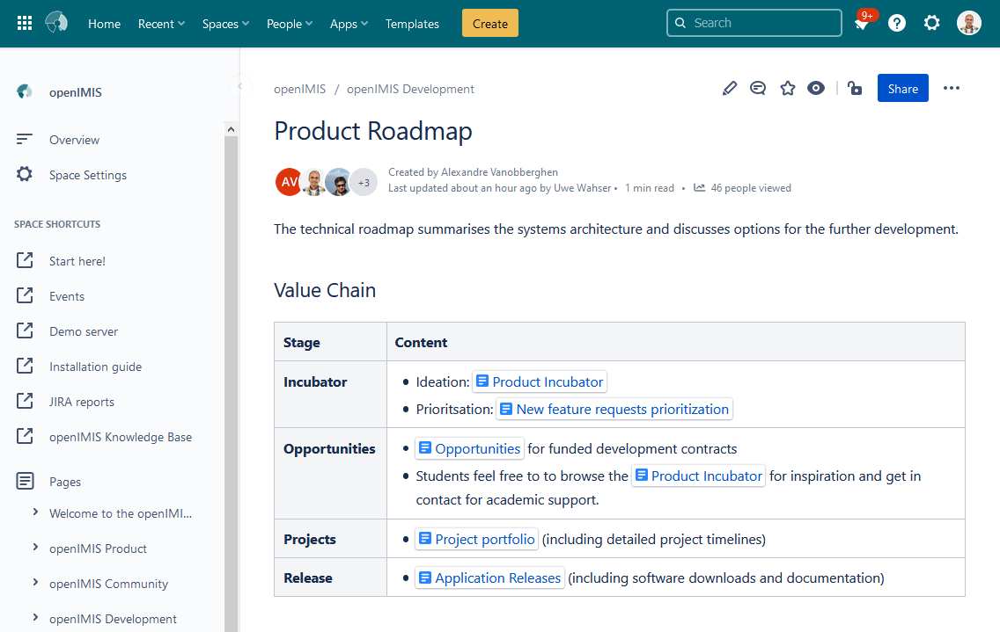 Home Recent Spaces People Apps Templates Create Search 9+
openIMIS
Overview
Space Settings
SPACE SHORTCUTS
Start here!
Events
Demo server
Installation guide
JIRA reports
openIMIS Knowledge Base
Pages
Welcome to the openIMI...
openIMIS Product
openIMIS Community
openIMIS Development
openIMIS / openIMIS Development
Share
Product Roadmap
AV +3
Created by Alexandre Vanobberghen
Last updated about an hour ago by Uwe Wahser • 1 min read • 46 people viewed
The technical roadmap summarises the systems architecture and discusses options for the further development.
Value Chain
Stage Content
Incubator
• Ideation: Product Incubator
• Prioritsation: New feature requests prioritization
Opportunities
• Opportunities for funded development contracts
• Students feel free to to browse the Product Incubator for inspiration and get in
contact for academic support.
Projects
• Project portfolio (including detailed project timelines)
Release
• Application Releases (including software downloads and documentation)